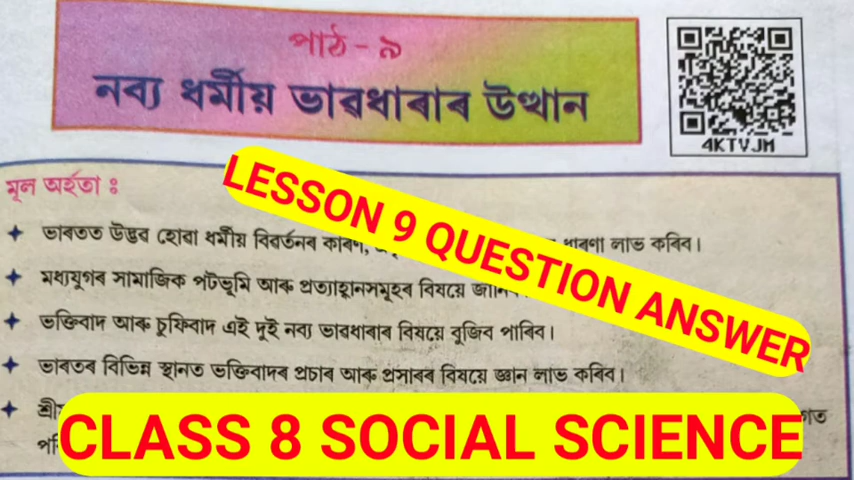 পাঠ - ৯
নব্য ধৰ্মীয় ভাৱধাৰাৰ উত্থান
4KTVJM
মূল অৰ্হতা ঃ
LESSON 9 QUESTION ANSWER
ভাৰতত উদ্ভৱ হোৱা ধৰ্মীয় বিৱৰ্তনৰ কাৰণ, ধাৰণা লাভ কৰিব।
মধ্যযুগৰ সামাজিক পটভূমি আৰু প্ৰত্যাহ্বানসমূহৰ বিষয়ে
ভক্তিবাদ আৰু চুফিবাদ এই দুই নব্য ভাৱধাৰাৰ বিষয়ে বুজিব পাৰিব।
ভাৰতৰ বিভিন্ন স্থানত ভক্তিবাদৰ প্ৰচাৰ আৰু প্ৰসাৰৰ বিষয়ে জ্ঞান লাভ কৰিব।
CLASS 8 SOCIAL SCIENCE